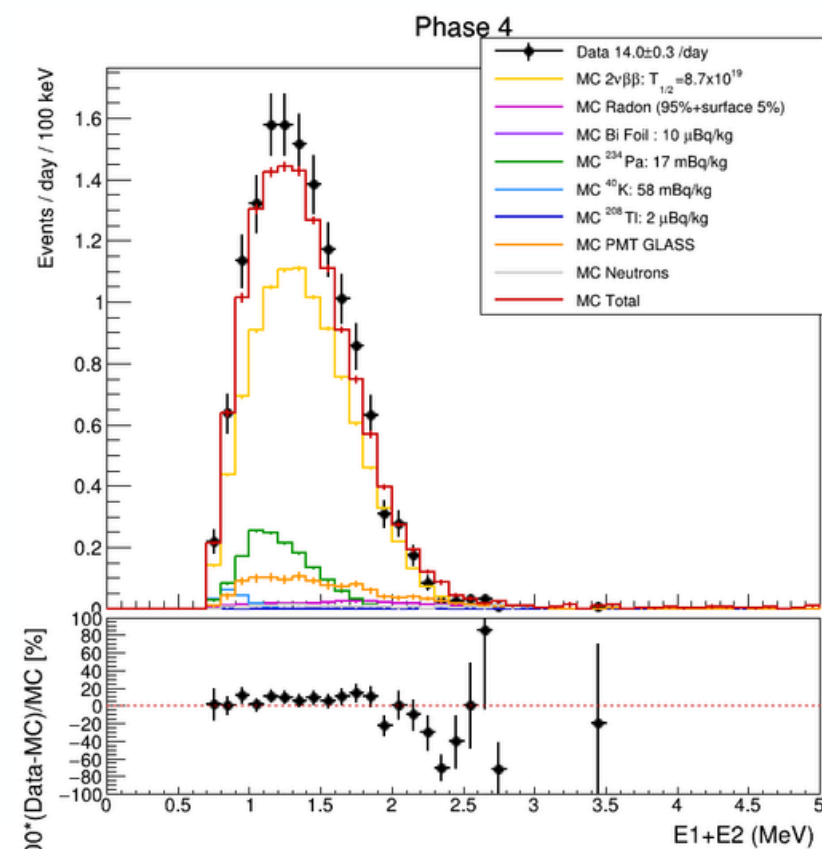 Phase 4
Data 14.0±0.3 /day
MC 2νββ: T1/2=8.7x10^19
MC Radon (95%+surface 5%)
MC Bi Foil : 10 μBq/kg
MC ^234Pa: 17 mBq/kg
MC ^40K: 58 mBq/kg
MC ^208Tl: 2 μBq/kg
MC PMT GLASS
MC Neutrons
MC Total
Events / day / 100 keV
1.6
1.4
1.2
1
0.8
0.6
0.4
0.2
0
00*(Data-MC)/MC [%]
100
80
60
40
20
0
−20
−40
−60
−80
−100
0 0.5 1 1.5 2 2.5 3 3.5 4 4.5 5
E1+E2 (MeV)